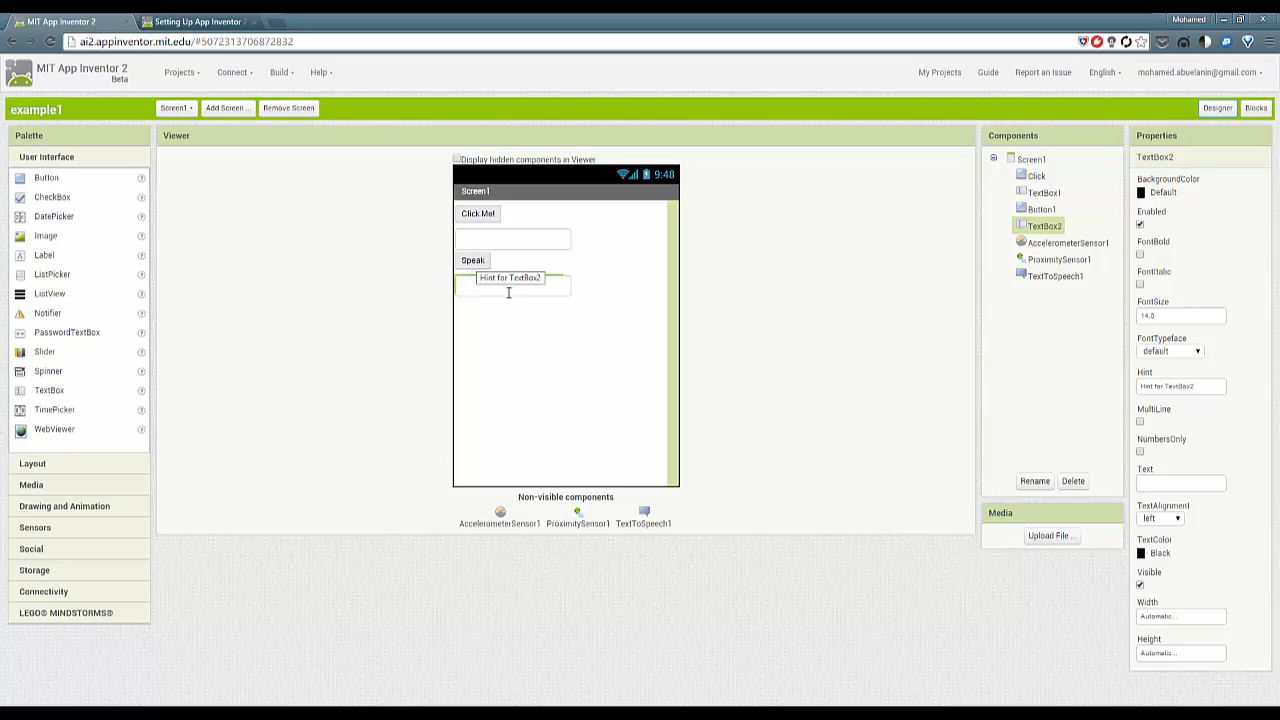 MIT App Inventor 2
Setting Up App Inventor
Mohamed
ai2.appinventor.mit.edu/#5072313706872832
MIT App Inventor 2
Beta
Projects
Connect
Build
Help
My Projects
Guide
Report an Issue
English
mohamed.abuelanin@gmail.com
example1
Screen1
Add Screen ...
Remove Screen
Designer
Blocks
Palette
User Interface
Button
CheckBox
DatePicker
Image
Label
ListPicker
ListView
Notifier
PasswordTextBox
Slider
Spinner
TextBox
TimePicker
WebViewer
Layout
Media
Drawing and Animation
Sensors
Social
Storage
Connectivity
LEGO® MINDSTORMS®
Viewer
Display hidden components in Viewer
9:48
Screen1
Click Me!
Speak
Hint for TextBox2
Non-visible components
AccelerometerSensor1
ProximitySensor1
TextToSpeech1
Components
Screen1
Click
TextBox1
Button1
TextBox2
AccelerometerSensor1
ProximitySensor1
TextToSpeech1
Rename
Delete
Media
Upload File ...
Properties
TextBox2
BackgroundColor
Default
Enabled
FontBold
FontItalic
FontSize
14.0
FontTypeface
default
Hint
Hint for TextBox2
MultiLine
NumbersOnly
Text
TextAlignment
left
TextColor
Black
Visible
Width
Automatic...
Height
Automatic...